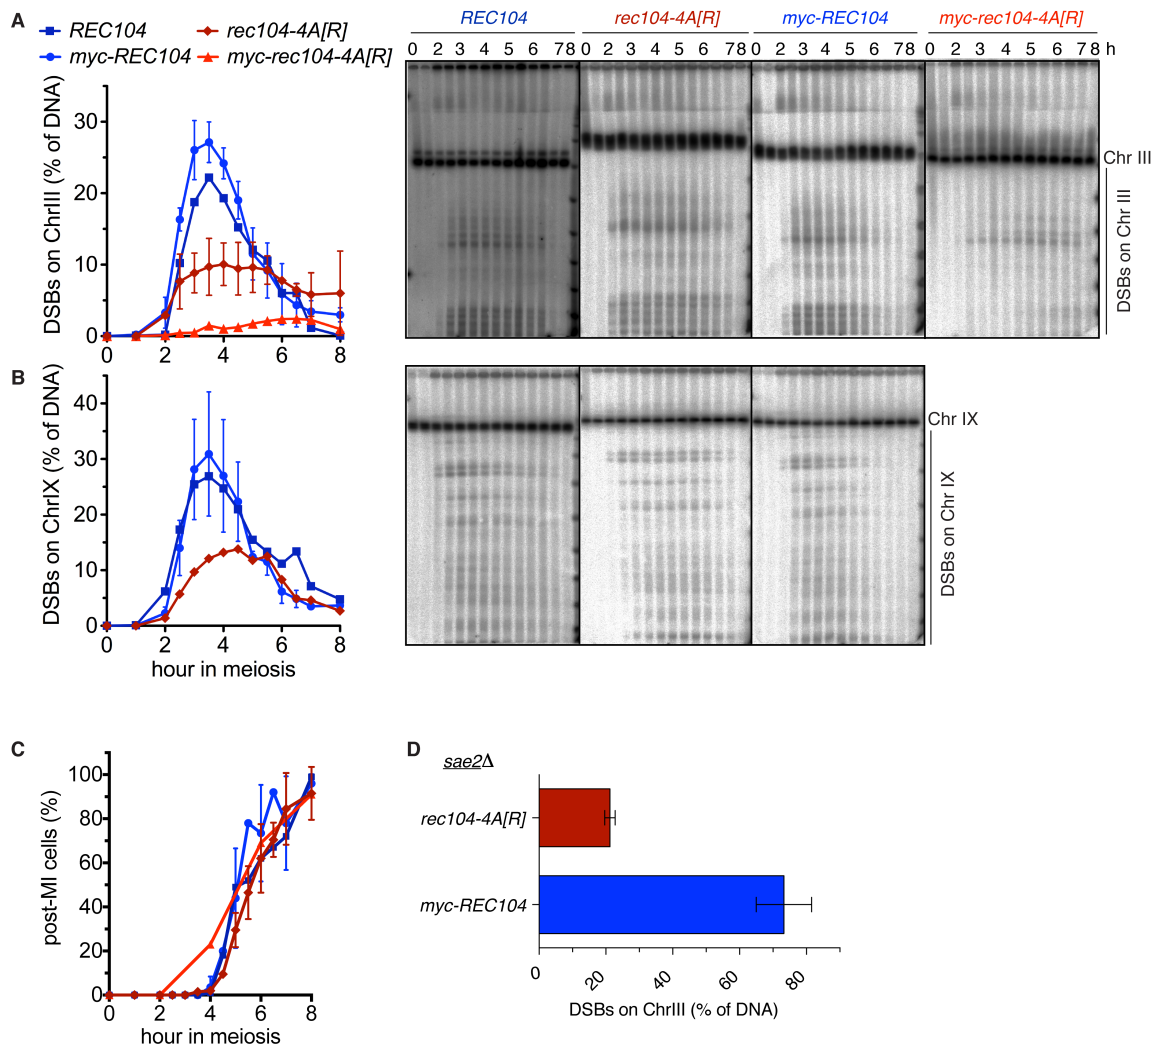 A
REC104
rec104-4A[R]
myc-REC104
myc-rec104-4A[R]
DSBs on ChrIII (% of DNA)
30
20
10
0
0 2 4 6 8
REC104 rec104-4A[R] myc-REC104 myc-rec104-4A[R]
0 2 3 4 5 6 7 8 0 2 3 4 5 6 7 8 0 2 3 4 5 6 7 8 0 2 3 4 5 6 7 8 h
Chr III
DSBs on Chr III
B
DSBs on ChrIX (% of DNA)
40
30
20
10
0
0 2 4 6 8
hour in meiosis
Chr IX
DSBs on Chr IX
C
post-MI cells (%)
100
80
60
40
20
0
0 2 4 6 8
hour in meiosis
D
sae2Δ
rec104-4A[R]
myc-REC104
0 20 40 60 80
DSBs on ChrIII (% of DNA)